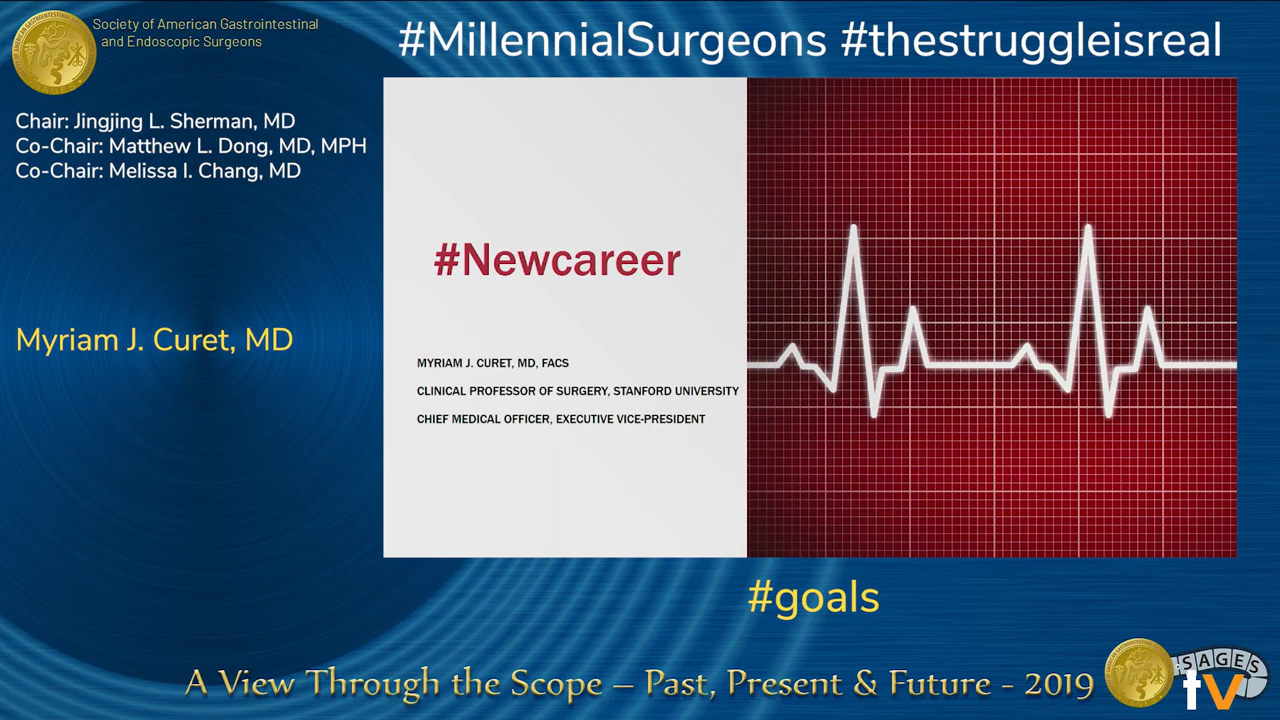 Society of American Gastrointestinal
and Endoscopic Surgeons
#MillennialSurgeons #thestruggleisreal
Chair: Jingjing L. Sherman, MD
Co-Chair: Matthew L. Dong, MD, MPH
Co-Chair: Melissa I. Chang, MD
Myriam J. Curet, MD
#Newcareer
MYRIAM J. CURET, MD, FACS
CLINICAL PROFESSOR OF SURGERY, STANFORD UNIVERSITY
CHIEF MEDICAL OFFICER, EXECUTIVE VICE-PRESIDENT
#goals
A View Through the Scope – Past, Present & Future - 2019
SAGES
tv